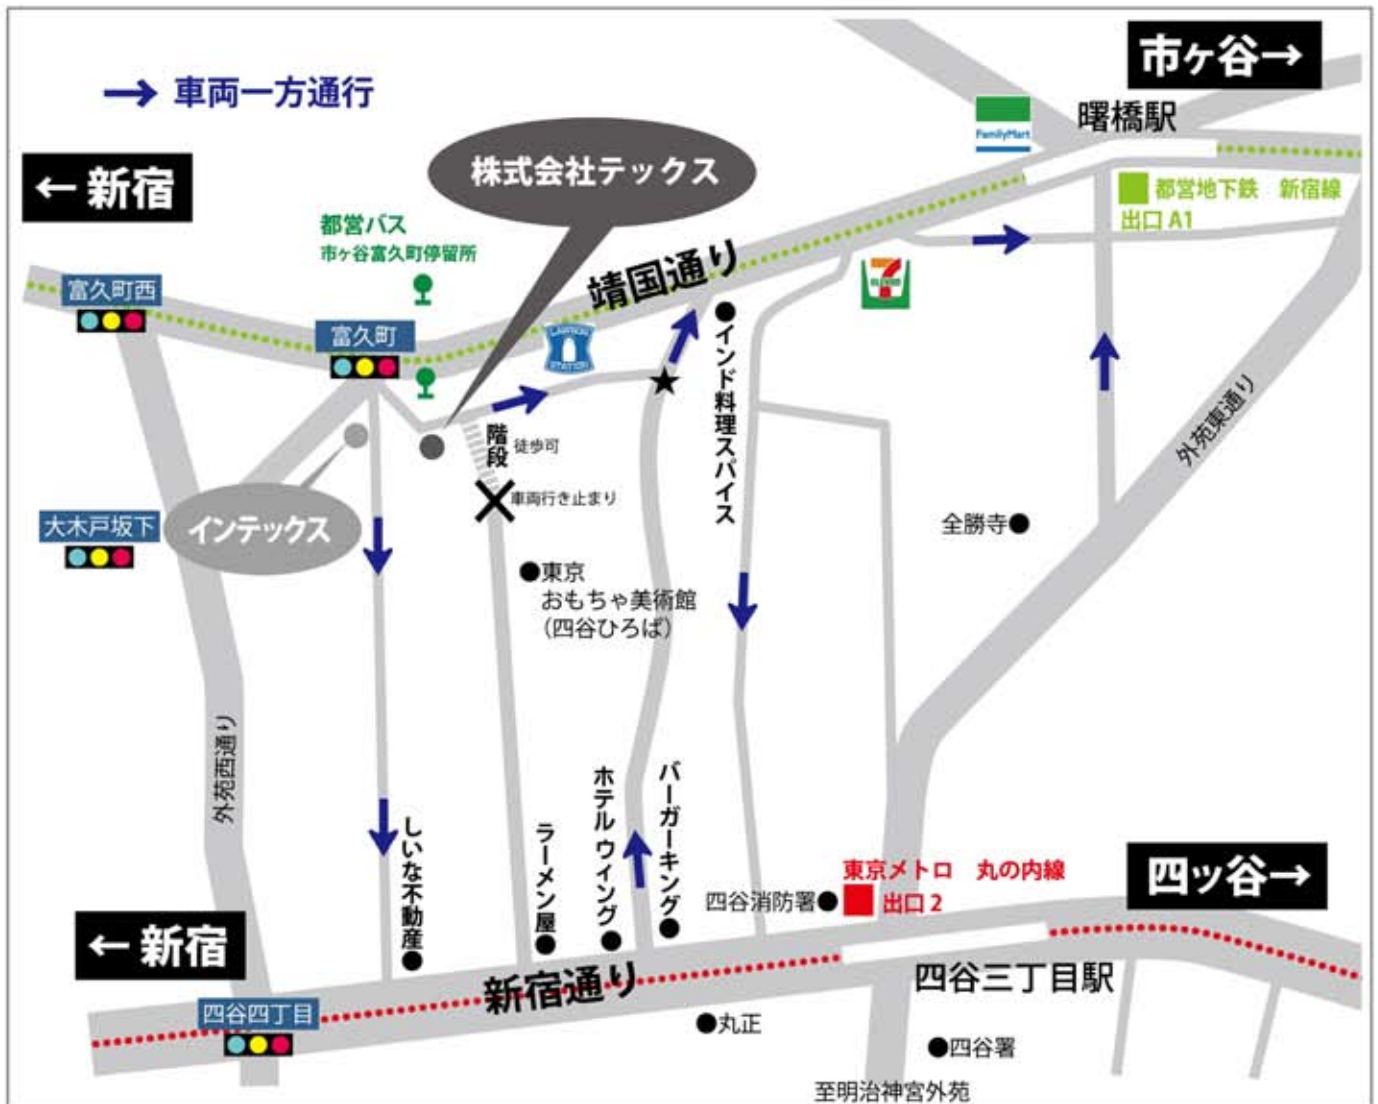 市ヶ谷→
→ 車両一方通行
FamilyMart
曙橋駅
← 新宿
株式会社テックス
都営地下鉄 新宿線
出口 A1
都営バス
市ヶ谷富久町停留所
靖国通り
富久町西
富久町
LAWSON
STATION
7
ELEVEN
インド料理スパイス
階段
徒歩可
車両行き止まり
外苑東通り
大木戸坂下
インテックス
全勝寺
東京
おもちゃ美術館
(四谷ひろば)
外苑西通り
しいな不動産
ラーメン屋
ホテル ウィング
バーガーキング
四谷消防署
東京メトロ 丸の内線
出口 2
四ッ谷→
← 新宿
新宿通り
四谷三丁目駅
四谷四丁目
丸正
四谷署
至明治神宮外苑